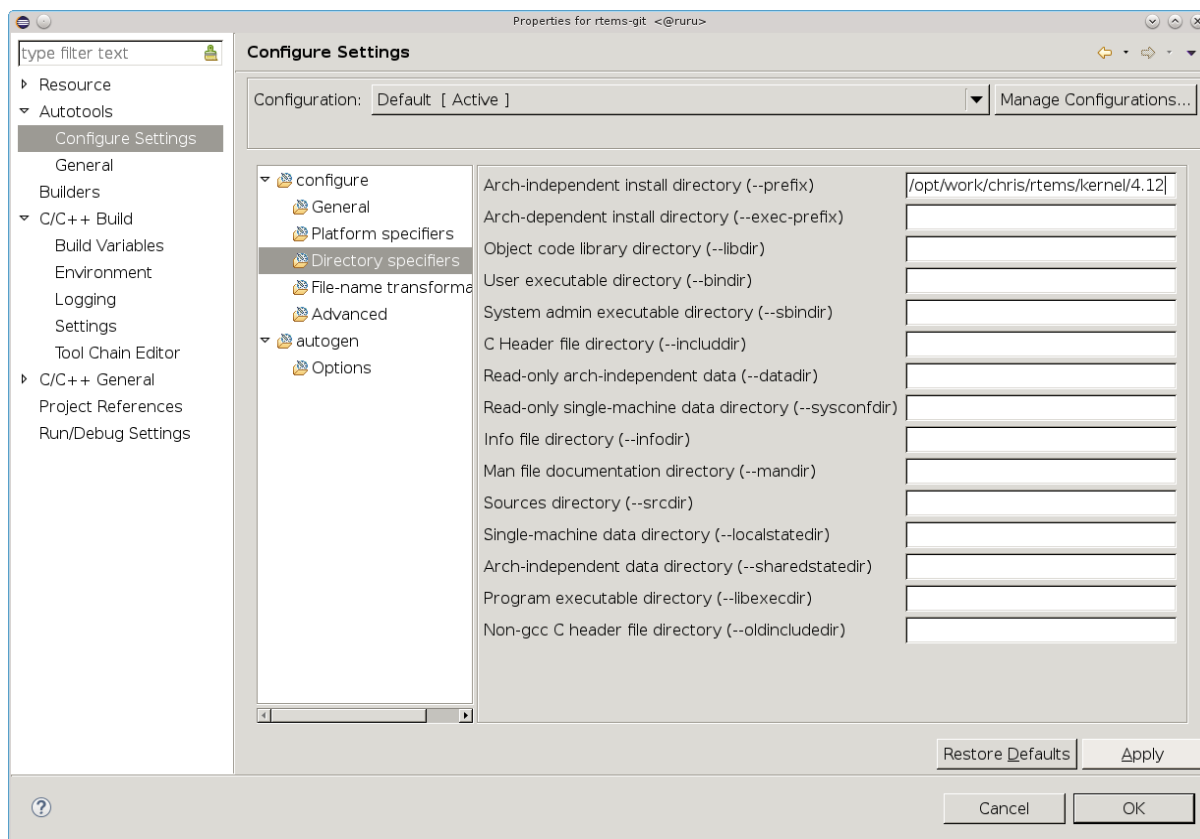 Properties for rtems-git <@ruru>
type filter text
Resource
Autotools
Configure Settings
General
Builders
C/C++ Build
Build Variables
Environment
Logging
Settings
Tool Chain Editor
C/C++ General
Project References
Run/Debug Settings
Configure Settings
Configuration: Default [ Active ] Manage Configurations...
configure
General
Platform specifiers
Directory specifiers
File-name transforma
Advanced
autogen
Options
Arch-independent install directory (--prefix) /opt/work/chris/rtems/kernel/4.12
Arch-dependent install directory (--exec-prefix)
Object code library directory (--libdir)
User executable directory (--bindir)
System admin executable directory (--sbindir)
C Header file directory (--includdir)
Read-only arch-independent data (--datadir)
Read-only single-machine data directory (--sysconfdir)
Info file directory (--infodir)
Man file documentation directory (--mandir)
Sources directory (--srcdir)
Single-machine data directory (--localstatedir)
Arch-independent data directory (--sharedstatedir)
Program executable directory (--libexecdir)
Non-gcc C header file directory (--oldincludedir)
Restore Defaults Apply
? Cancel OK